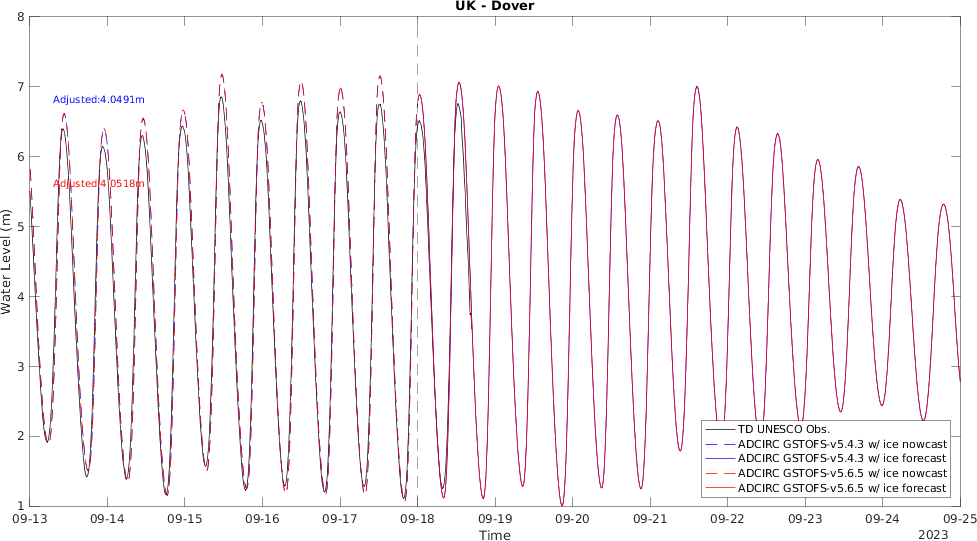 UK - Dover
8
7
6
5
4
3
2
1
Water Level (m)
Adjusted:4.0491m
Adjusted:4.0518m
TD UNESCO Obs.
ADCIRC GSTOFS-v5.4.3 w/ ice nowcast
ADCIRC GSTOFS-v5.4.3 w/ ice forecast
ADCIRC GSTOFS-v5.6.5 w/ ice nowcast
ADCIRC GSTOFS-v5.6.5 w/ ice forecast
09-13 09-14 09-15 09-16 09-17 09-18 09-19 09-20 09-21 09-22 09-23 09-24 09-25
Time
2023